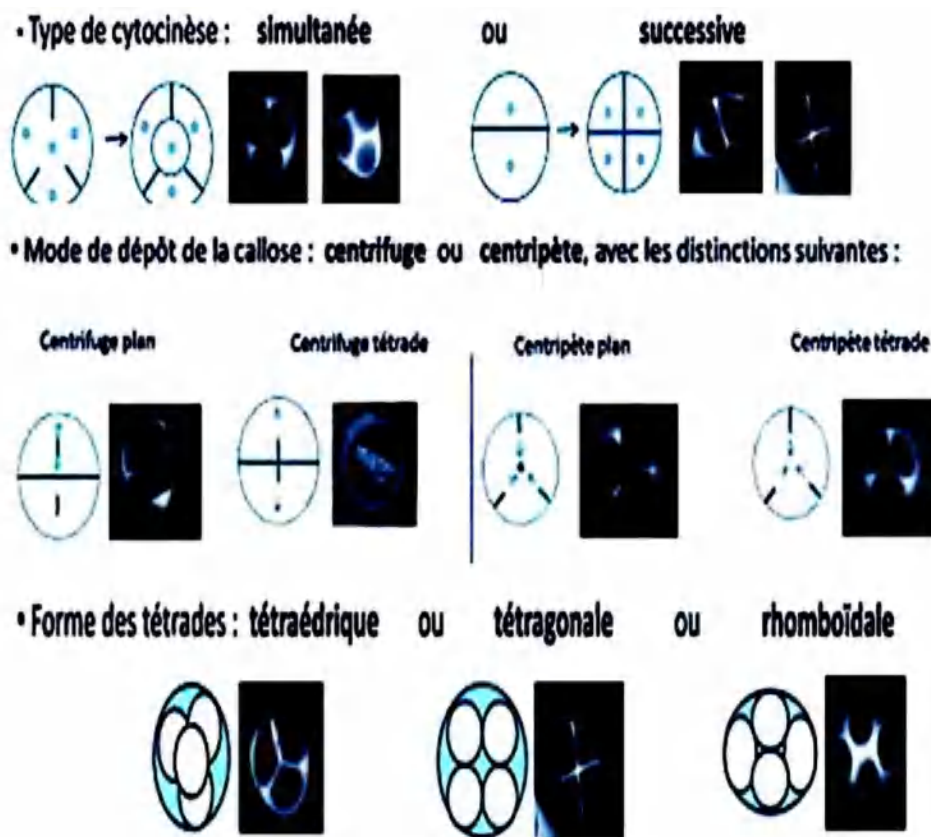 • Type de cytocinèse : simultanée ou successive
• Mode de dépôt de la callose : centrifuge ou centripète, avec les distinctions suivantes :
Centrifuge plan Centrifuge tétrade Centripète plan Centripète tétrade
• Forme des tétrades : tétraédrique ou tétragonale ou rhomboïdale